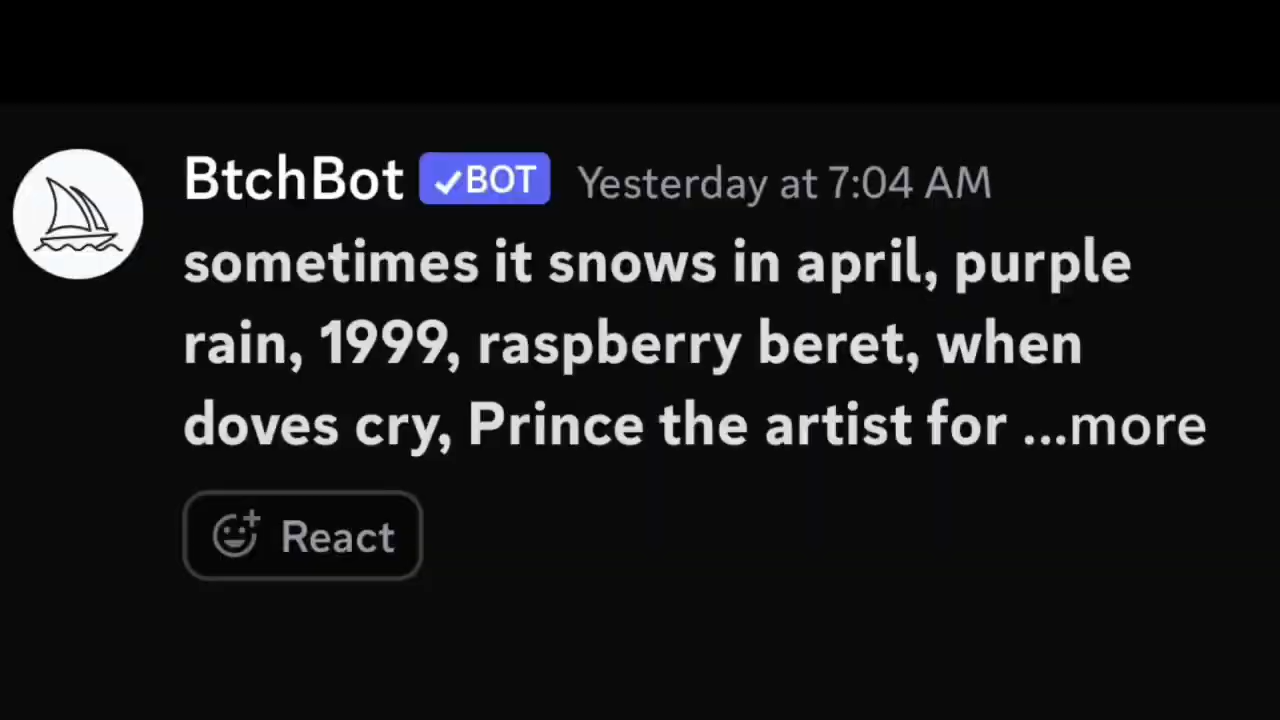 BtchBot ✓BOT Yesterday at 7:04 AM
sometimes it snows in april, purple
rain, 1999, raspberry beret, when
doves cry, Prince the artist for ...more
React